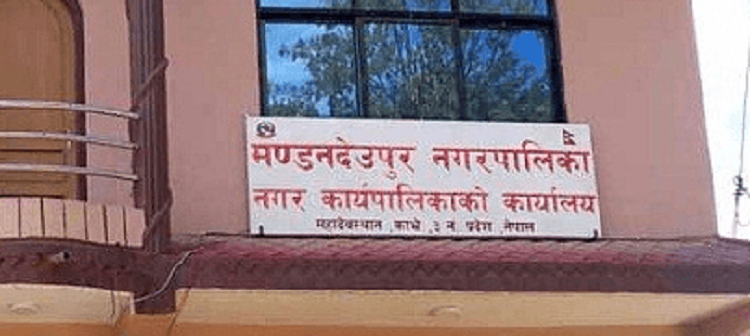 मण्डनदेउपुर नगरपालिका
नगर कार्यपालिकाको कार्यालय
महादेवस्थान, काभ्रे, ३ नं. प्रदेश, नेपाल